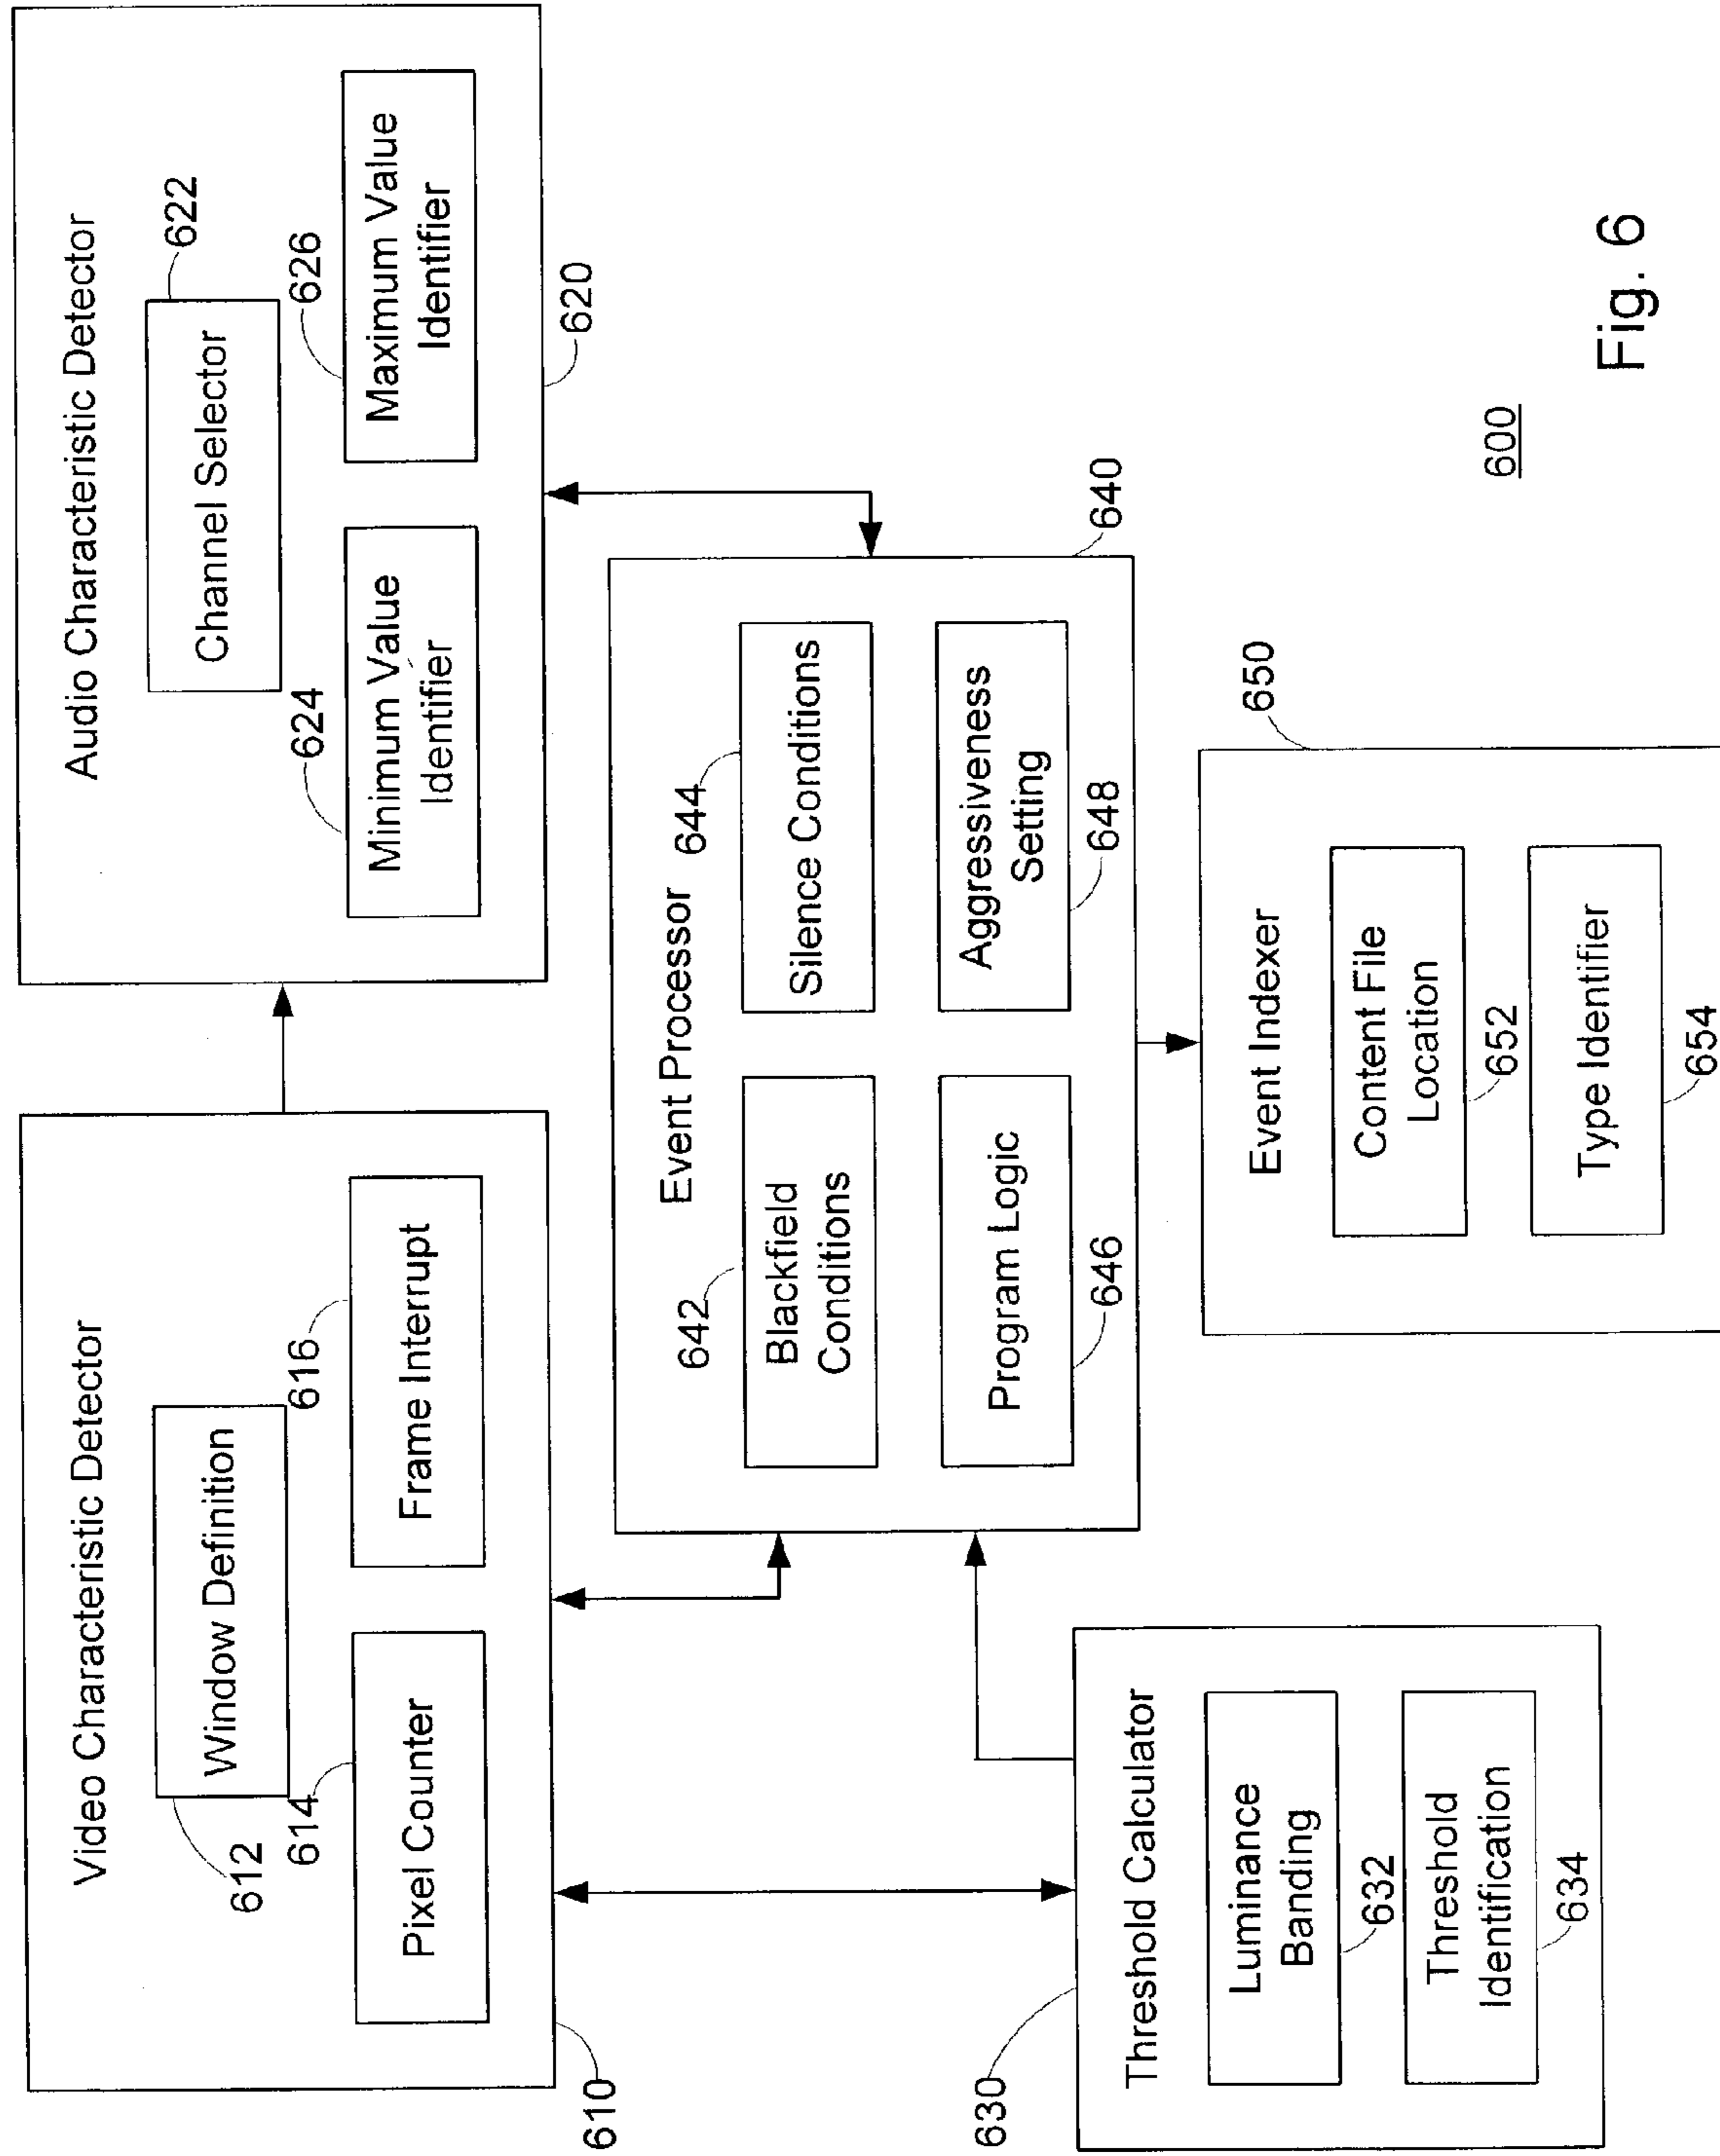 Video Characteristic Detector
612
Window Definition
614
616
Pixel Counter
Frame Interrupt
610
Audio Characteristic Detector
622
Channel Selector
624
626
Minimum Value
Identifier
Maximum Value
Identifier
620
630
Threshold Calculator
Luminance
Banding
632
Threshold
Identification
634
Event Processor
640
642
644
Blackfield
Conditions
Silence Conditions
Program Logic
Aggressiveness
Setting
646
648
650
Event Indexer
Content File
Location
652
Type Identifier
654
600
Fig. 6